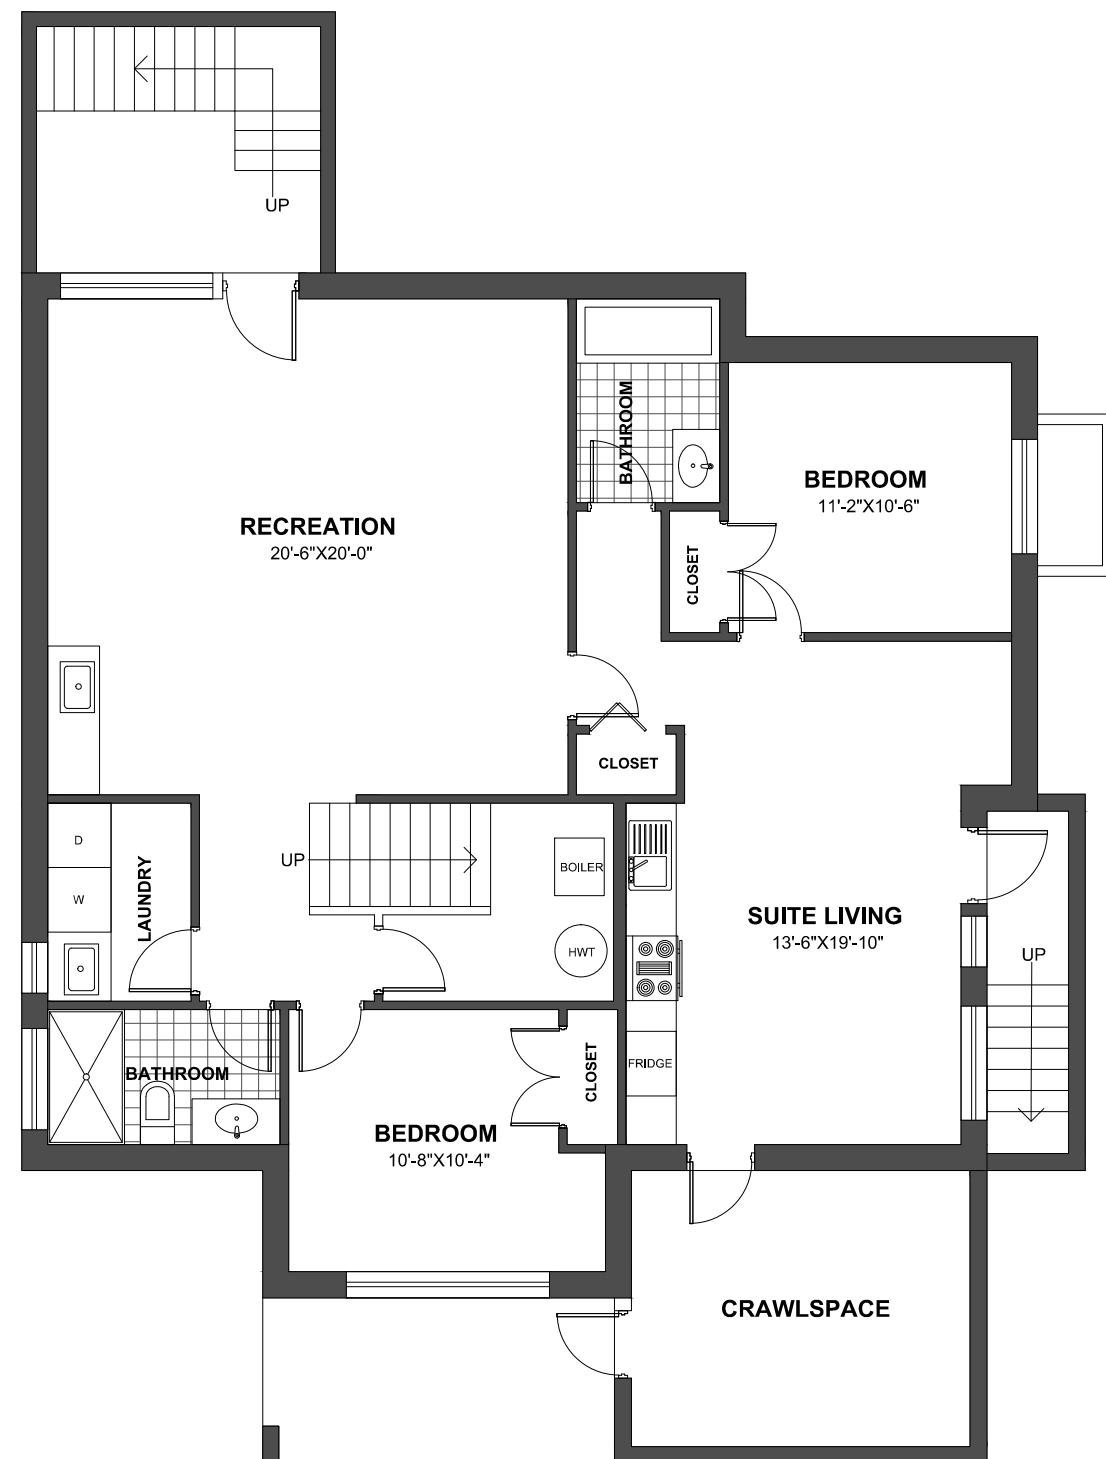 UP
BATHROOM
BEDROOM
11'-2"X10'-6"
RECREATION
20'-6"X20'-0"
CLOSET
CLOSET
D
W
LAUNDRY
UP
BOILER
HWT
SUITE LIVING
13'-6"X19'-10"
UP
FRIDGE
BATHROOM
CLOSET
BEDROOM
10'-8"X10'-4"
CRAWLSPACE